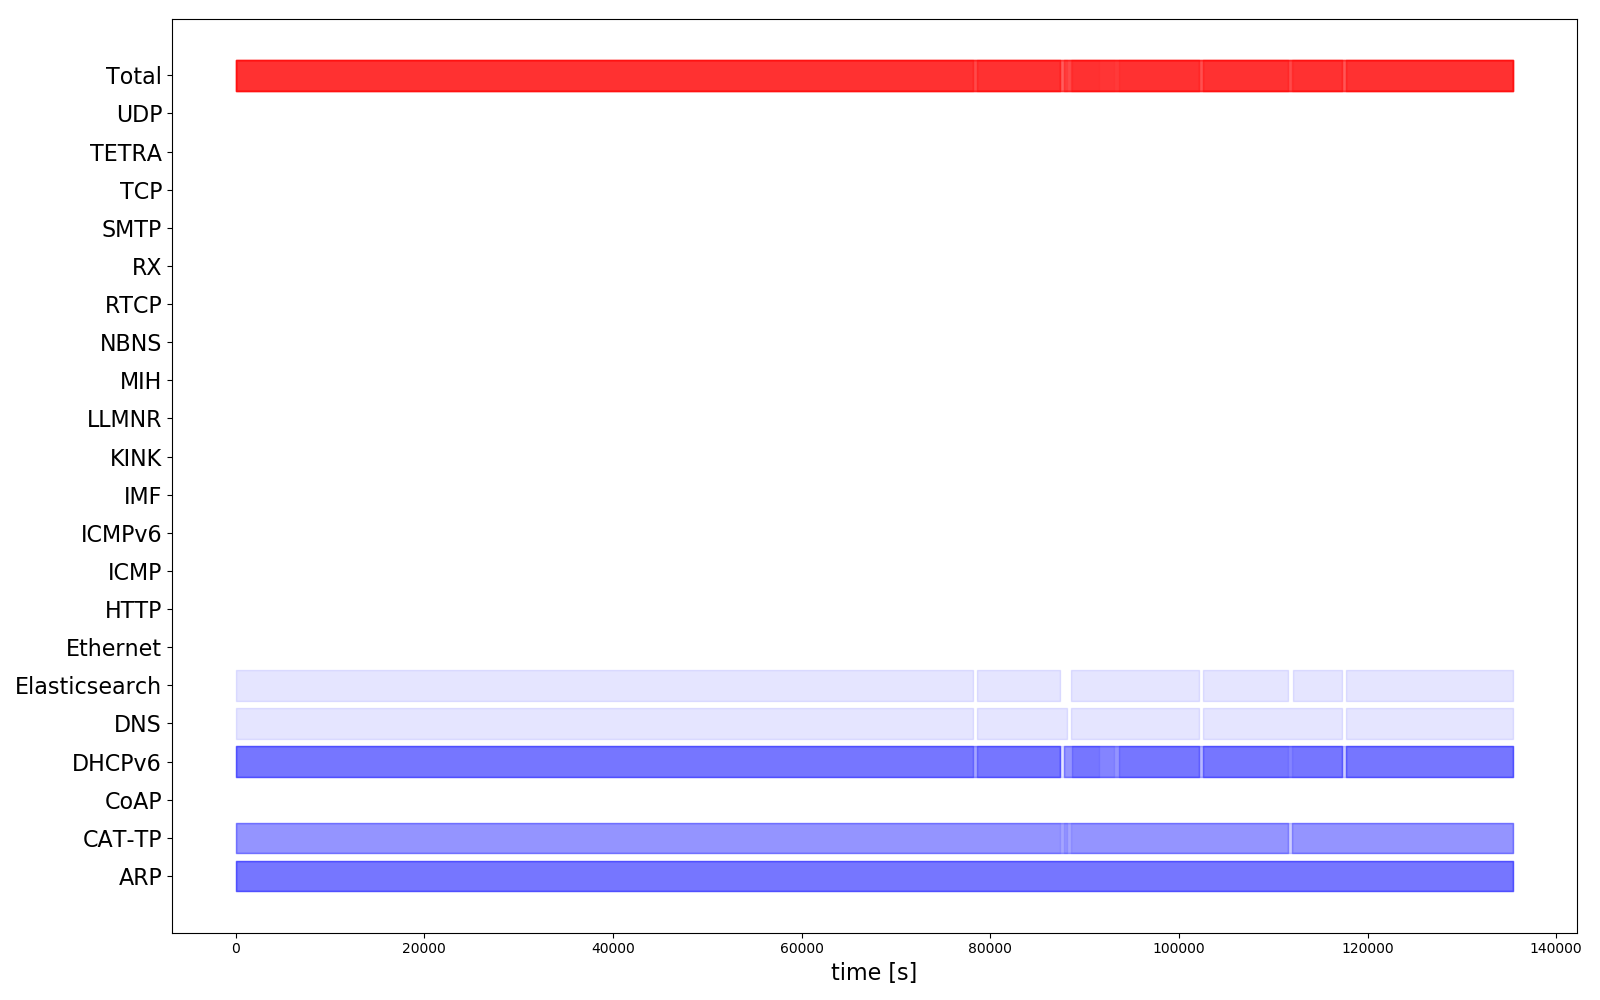 Total
UDP
TETRA
TCP
SMTP
RX
RTCP
NBNS
MIH
LLMNR
KINK
IMF
ICMPv6
ICMP
HTTP
Ethernet
Elasticsearch
DNS
DHCPv6
CoAP
CAT-TP
ARP
0 20000 40000 60000 80000 100000 120000 140000
time [s]